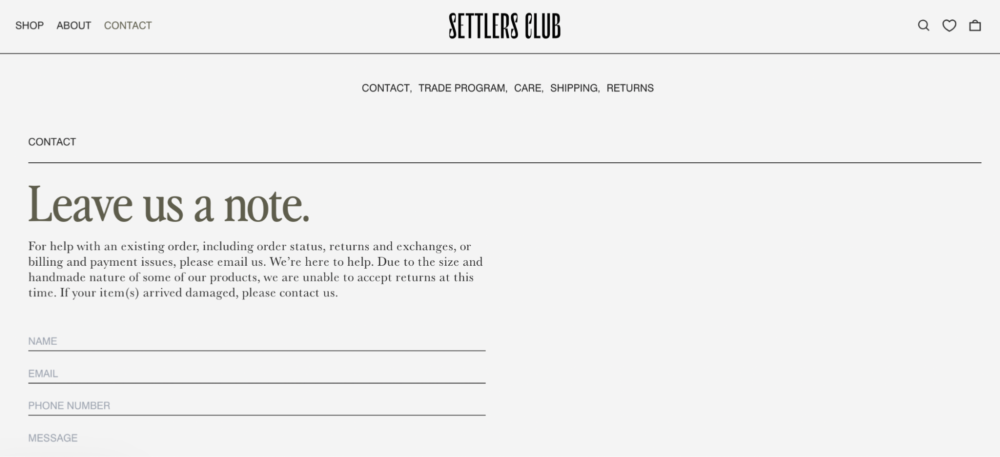 SHOP ABOUT CONTACT SETTLERS CLUB
CONTACT, TRADE PROGRAM, CARE, SHIPPING, RETURNS
CONTACT
Leave us a note.
For help with an existing order, including order status, returns and exchanges, or
billing and payment issues, please email us. We’re here to help. Due to the size and
handmade nature of some of our products, we are unable to accept returns at this
time. If your item(s) arrived damaged, please contact us.
NAME
EMAIL
PHONE NUMBER
MESSAGE